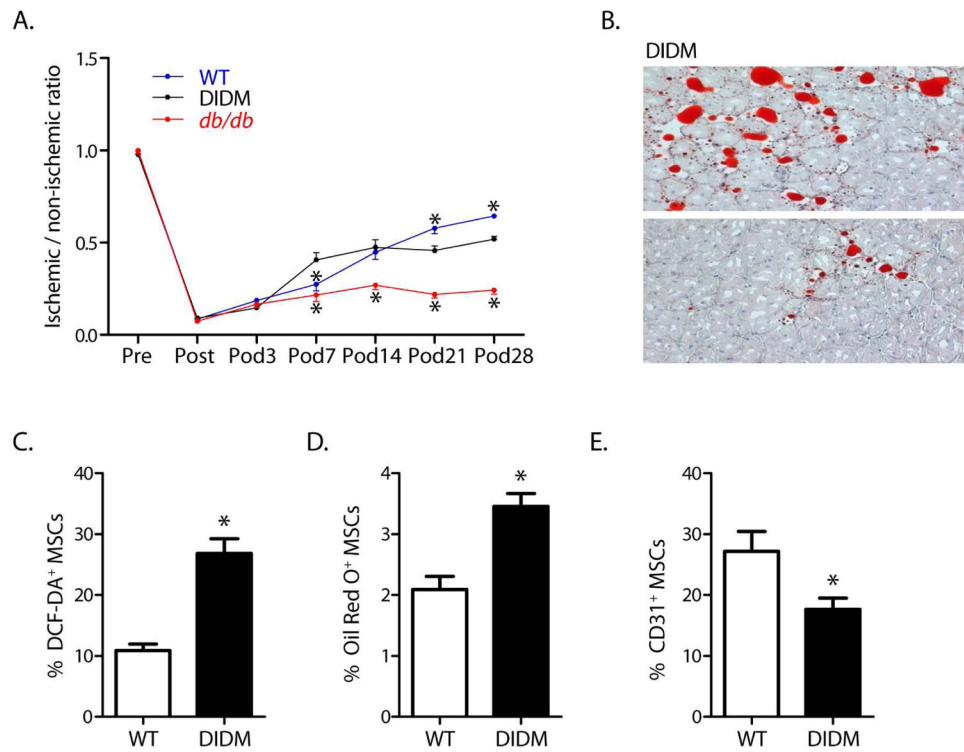 A.
Ischemic / non-ischemic ratio
1.5
1.0
0.5
0.0
WT
DIDM
db/db
*
*
*
*
*
*
*
Pre Post Pod3 Pod7 Pod14 Pod21 Pod28
B.
DIDM
C.
% DCF-DA⁺ MSCs
40
30
20
10
0
*
WT DIDM
D.
% Oil Red O⁺ MSCs
4
3
2
1
0
*
WT DIDM
E.
% CD31⁺ MSCs
40
30
20
10
0
*
WT DIDM